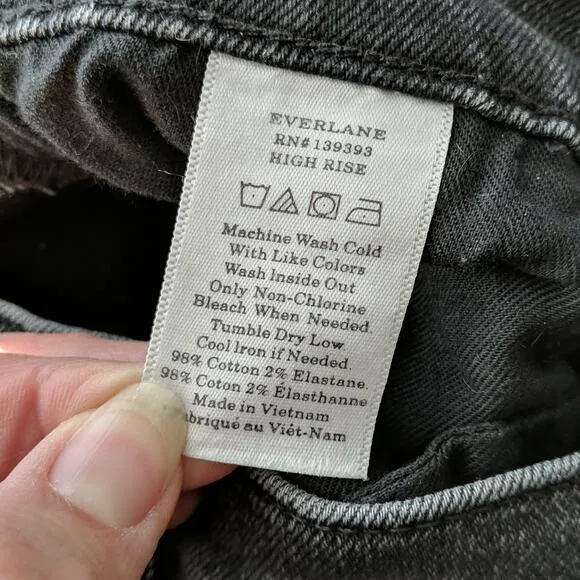 EVERLANE
RN# 139393
HIGH RISE
Machine Wash Cold
With Like Colors
Wash Inside Out
Only Non-Chlorine
Bleach When Needed
Tumble Dry Low
Cool Iron if Needed.
98% Cotton 2% Elastane.
98% Coton 2% Élasthanne
Made in Vietnam
abriqué au Viêt-Nam